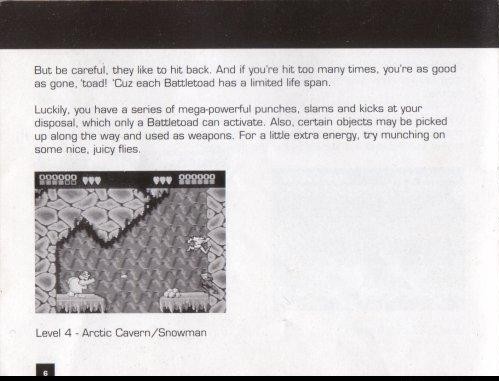 But be careful, they like to hit back. And if you're hit too many times, you're as good
as gone, 'toad! 'Cuz each Battletoad has a limited life span.
Luckily, you have a series of mega-powerful punches, slams and kicks at your
disposal, which only a Battletoad can activate. Also, certain objects may be picked
up along the way and used as weapons. For a little extra energy, try munching on
some nice, juicy flies.
000000 000000
Level 4 - Arctic Cavern/Snowman
6